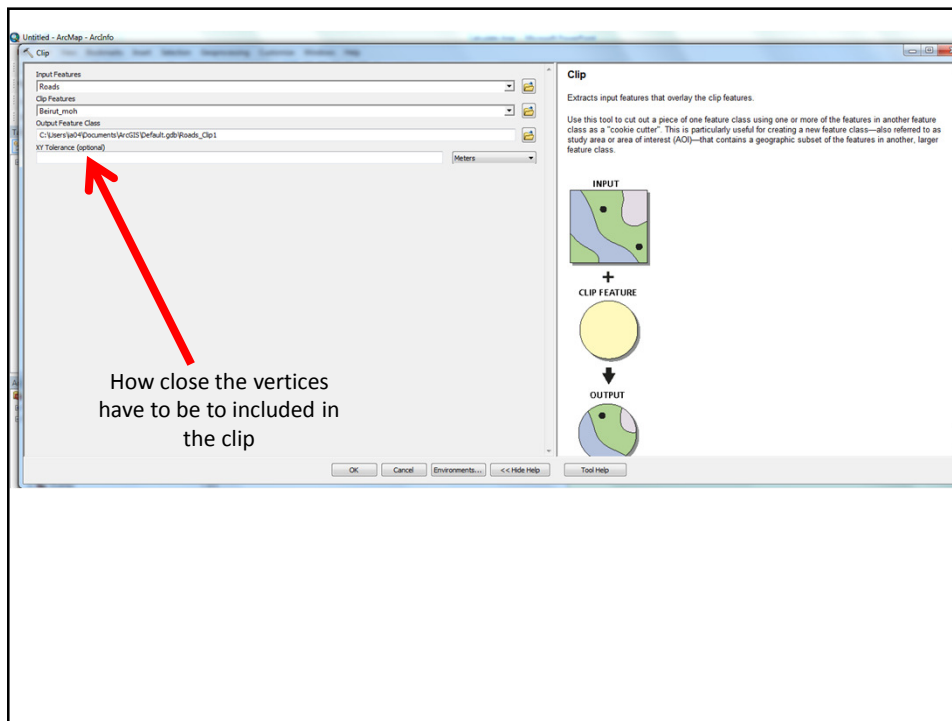 Untitled - ArcMap - ArcInfo
Clip
Input Features
Roads
Clip Features
Beirut_moh
Output Feature Class
C:\Users\ja04\Documents\ArcGIS\Default.gdb\Roads_Clip1
XY Tolerance (optional)
Meters
How close the vertices
have to be to included in
the clip
OK
Cancel
Environments...
<< Hide Help
Tool Help
Clip
Extracts input features that overlay the clip features.
Use this tool to cut out a piece of one feature class using one or more of the features in another feature
class as a "cookie cutter". This is particularly useful for creating a new feature class—also referred to as
study area or area of interest (AOI)—that contains a geographic subset of the features in another, larger
feature class.
INPUT
+
CLIP FEATURE
OUTPUT